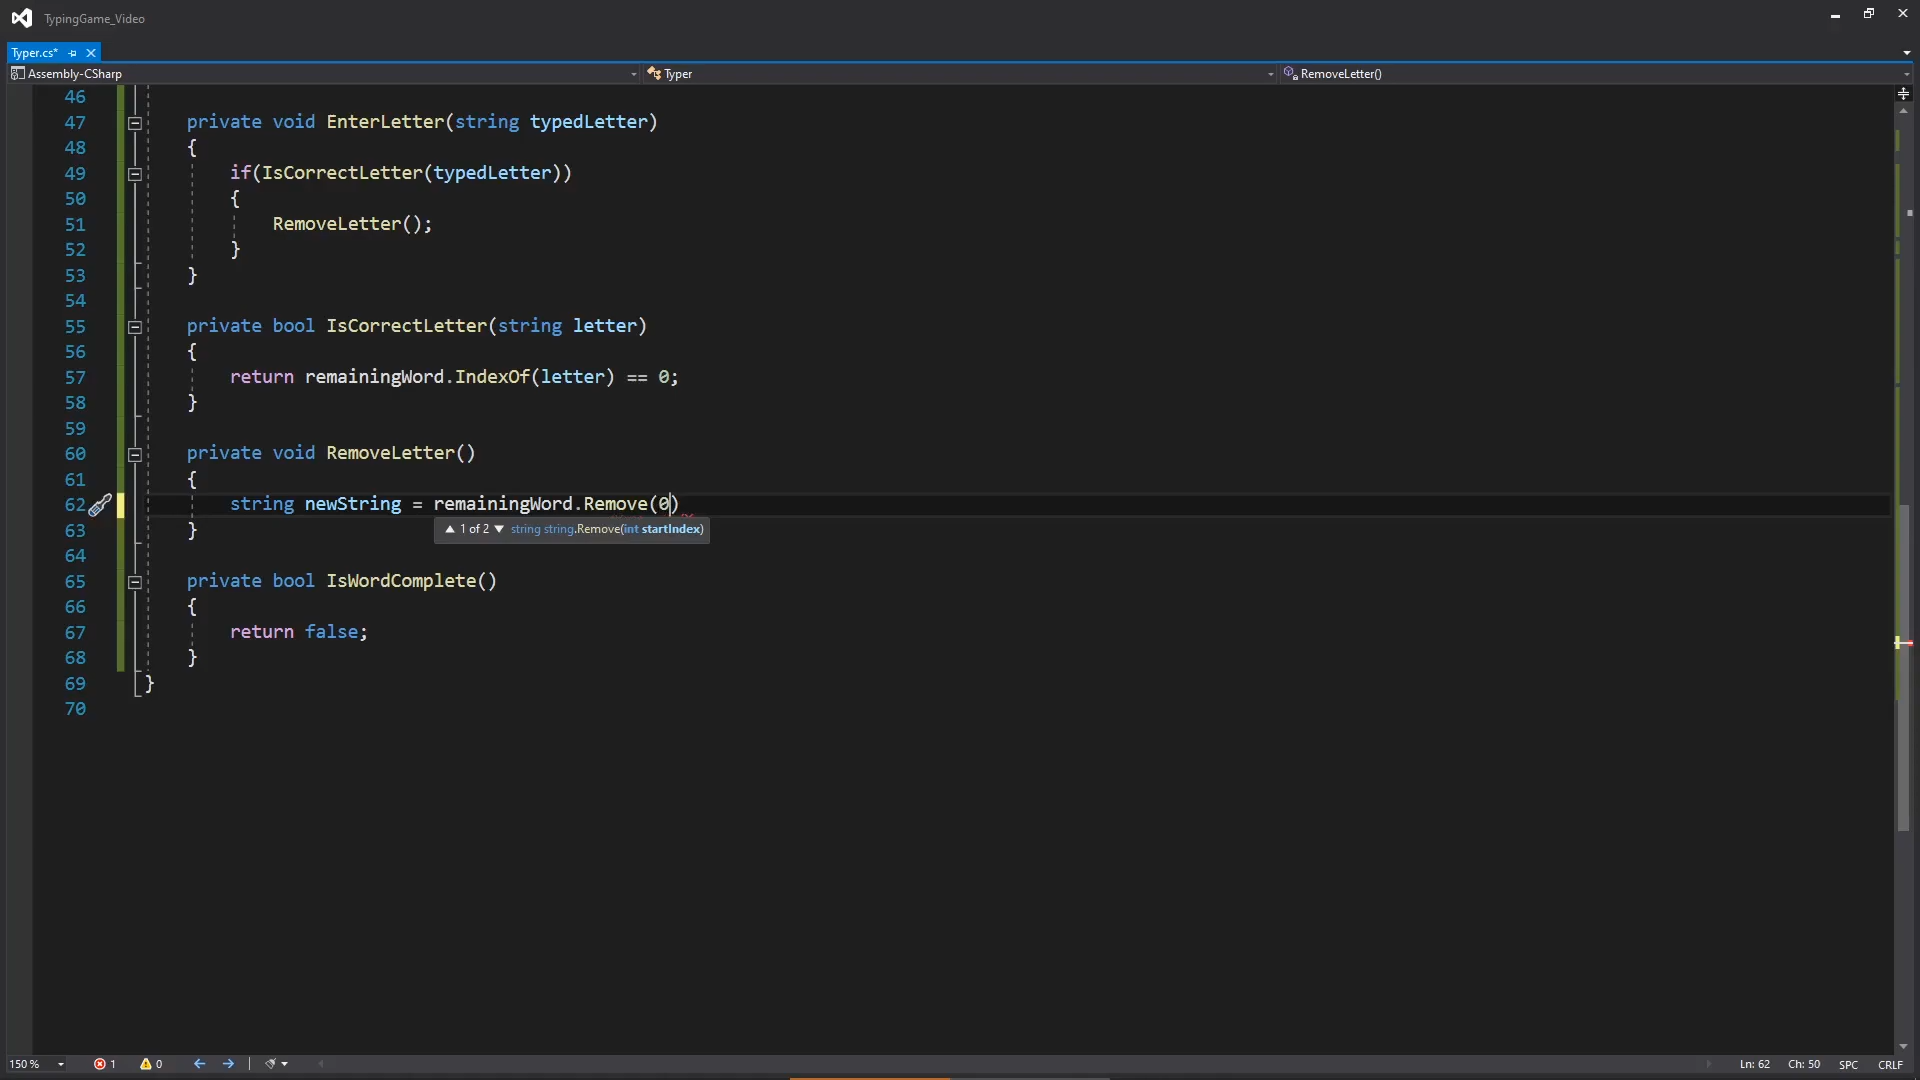 TypingGame_Video
Typer.cs*
Assembly-CSharp Typer RemoveLetter()
46
47 private void EnterLetter(string typedLetter)
48 {
49 if(IsCorrectLetter(typedLetter))
50 {
51 RemoveLetter();
52 }
53 }
54
55 private bool IsCorrectLetter(string letter)
56 {
57 return remainingWord.IndexOf(letter) == 0;
58 }
59
60 private void RemoveLetter()
61 {
62 string newString = remainingWord.Remove(0)
▲ 1 of 2 ▼ string string.Remove(int startIndex)
63 }
64
65 private bool IsWordComplete()
66 {
67 return false;
68 }
69 }
70
150 % 1 0 Ln: 62 Ch: 50 SPC CRLF